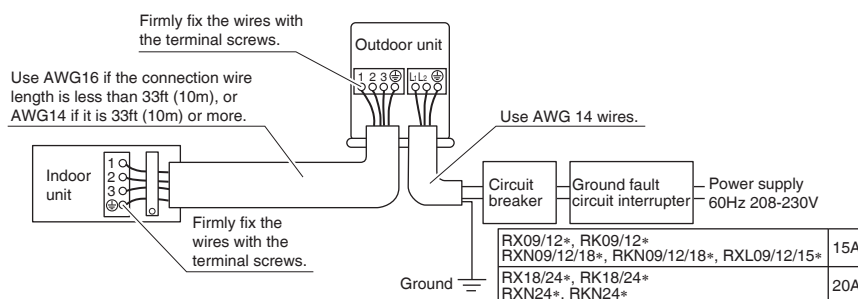 Firmly fix the wires with
the terminal screws.
Outdoor unit
1 2 3
L1 L2
Use AWG16 if the connection wire
length is less than 33ft (10m), or
AWG14 if it is 33ft (10m) or more.
Use AWG 14 wires.
Indoor
unit
1
2
3
Firmly fix the
wires with the
terminal screws.
Circuit
breaker
Ground fault
circuit interrupter
Power supply
60Hz 208-230V
Ground
RX09/12*, RK09/12*
RXN09/12/18*, RKN09/12/18*, RXL09/12/15*
15A
RX18/24*, RK18/24*
RXN24*, RKN24*
20A